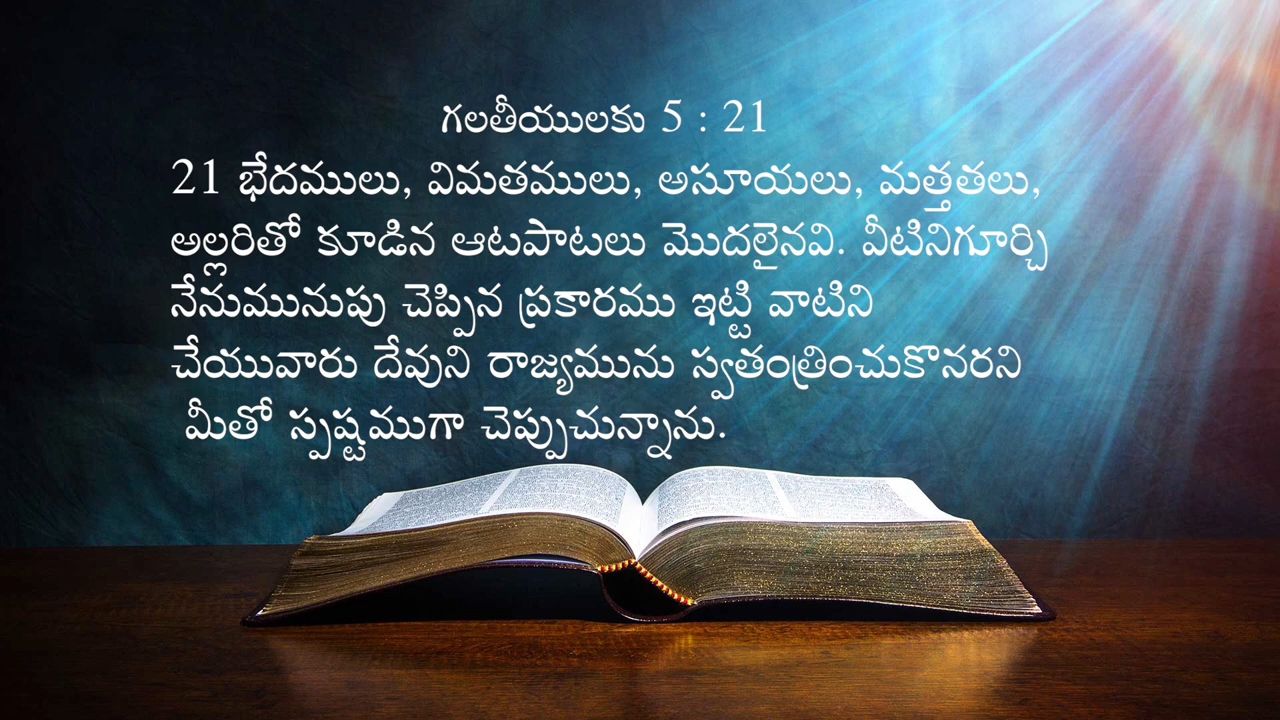 గలతీయులకు 5 : 21
21 భేదములు, విమతములు, అసూయలు, మత్తతలు,
అల్లరితో కూడిన ఆటపాటలు మొదలైనవి. వీటినిగూర్చి
నేనుమునుపు చెప్పిన ప్రకారము ఇట్టి వాటిని
చేయువారు దేవుని రాజ్యమును స్వతంత్రించుకొనరని
మీతో స్పష్టముగా చెప్పుచున్నాను.